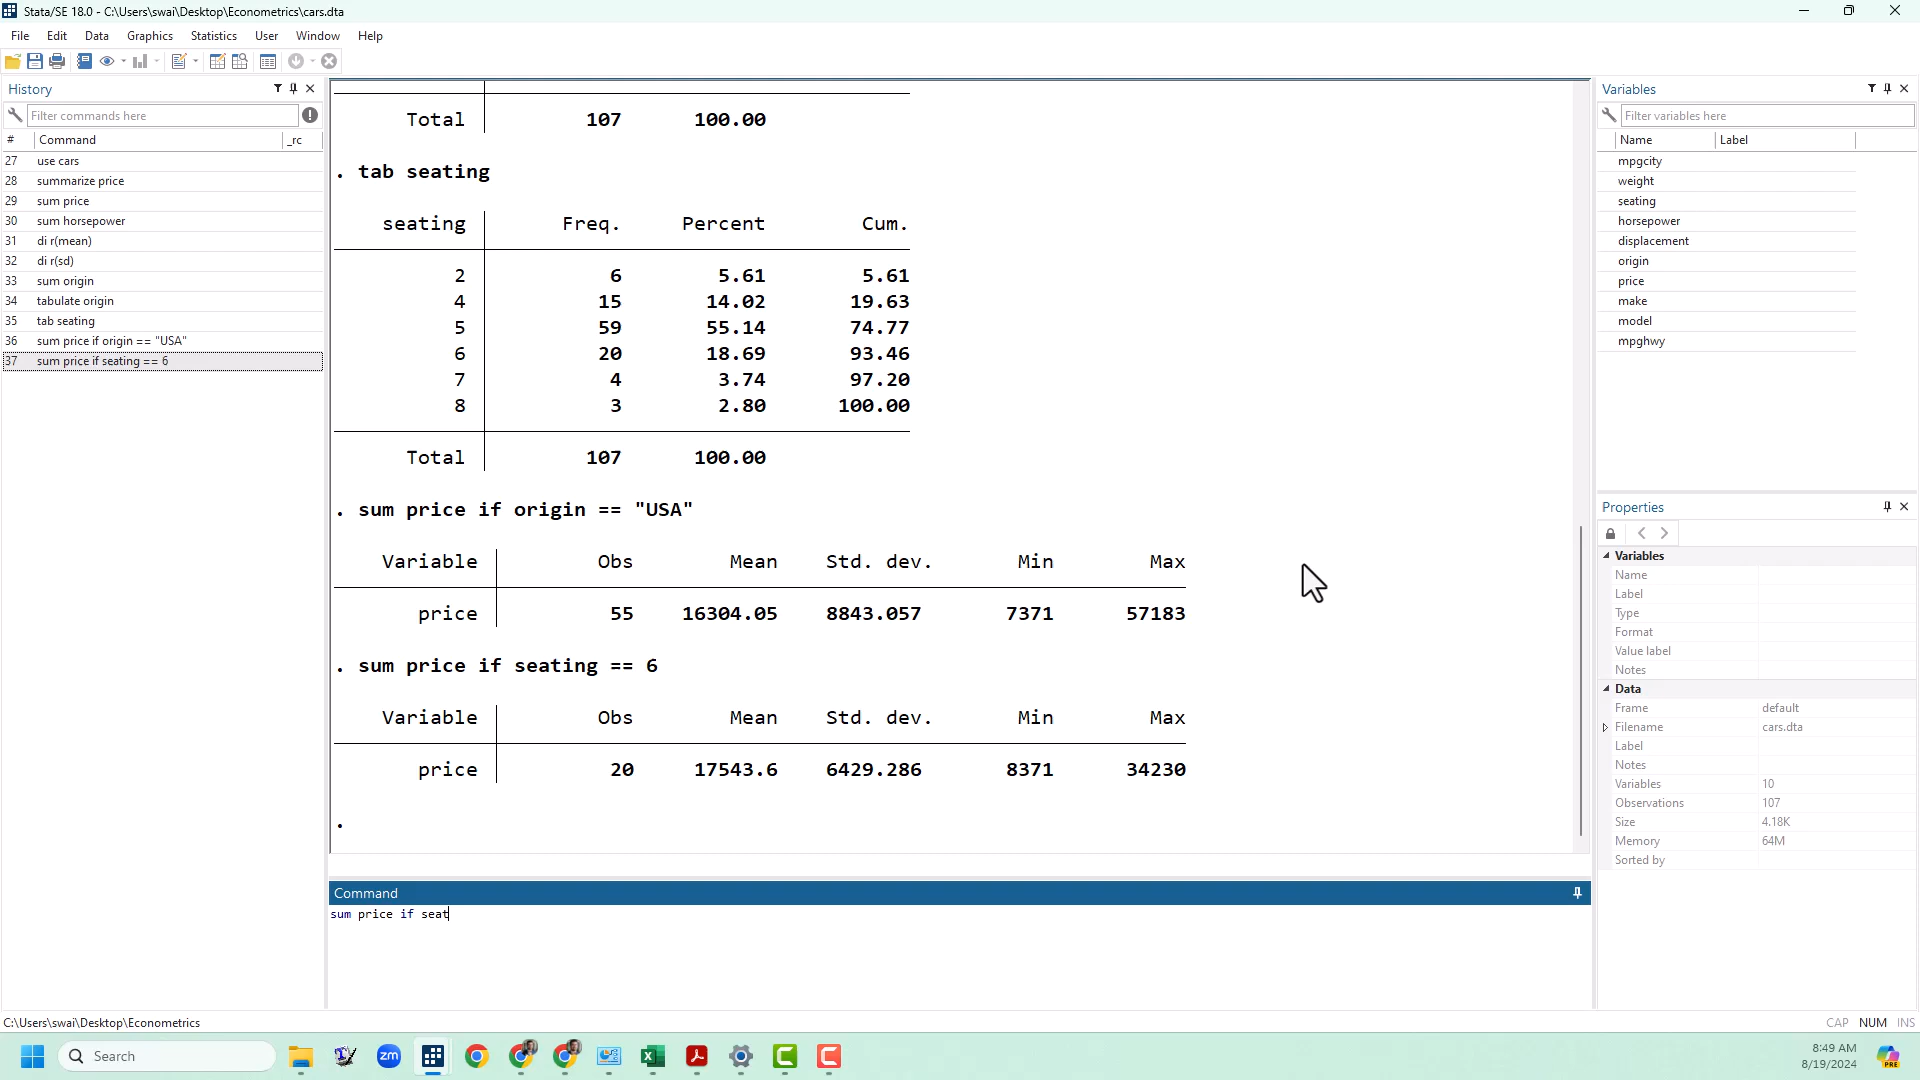 Stata/SE 18.0 - C:\Users\swai\Desktop\Econometrics\cars.dta
File Edit Data Graphics Statistics User Window Help
History
Filter commands here
# Command _rc
27 use cars
28 summarize price
29 sum price
30 sum horsepower
31 di r(mean)
32 di r(sd)
33 sum origin
34 tabulate origin
35 tab seating
36 sum price if origin == "USA"
37 sum price if seating == 6
Total 107 100.00
. tab seating
seating Freq. Percent Cum.
2 6 5.61 5.61
4 15 14.02 19.63
5 59 55.14 74.77
6 20 18.69 93.46
7 4 3.74 97.20
8 3 2.80 100.00
Total 107 100.00
. sum price if origin == "USA"
Variable Obs Mean Std. dev. Min Max
price 55 16304.05 8843.057 7371 57183
. sum price if seating == 6
Variable Obs Mean Std. dev. Min Max
price 20 17543.6 6429.286 8371 34230
.
Command
sum price if seat
Variables
Filter variables here
Name Label
mpgcity
weight
seating
horsepower
displacement
origin
price
make
model
mpghwy
Properties
Variables
Name
Label
Type
Format
Value label
Notes
Data
Frame default
Filename cars.dta
Label
Notes
Variables 10
Observations 107
Size 4.18K
Memory 64M
Sorted by
C:\Users\swai\Desktop\Econometrics
CAP NUM INS
Search
zm
8:49 AM
8/19/2024
PRE